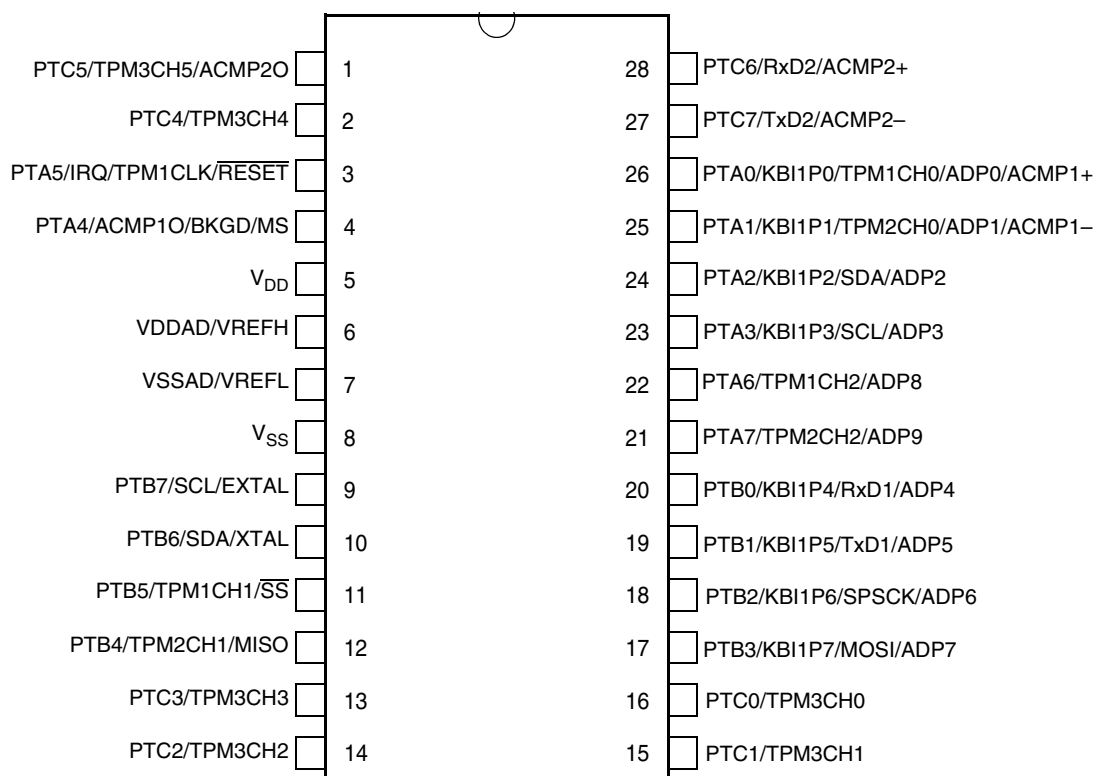 PTC5/TPM3CH5/ACMP2O 1 28 PTC6/RxD2/ACMP2+
PTC4/TPM3CH4 2 27 PTC7/TxD2/ACMP2–
PTA5/IRQ/TPM1CLK/RESET 3 26 PTA0/KBI1P0/TPM1CH0/ADP0/ACMP1+
PTA4/ACMP1O/BKGD/MS 4 25 PTA1/KBI1P1/TPM2CH0/ADP1/ACMP1–
VDD 5 24 PTA2/KBI1P2/SDA/ADP2
VDDAD/VREFH 6 23 PTA3/KBI1P3/SCL/ADP3
VSSAD/VREFL 7 22 PTA6/TPM1CH2/ADP8
VSS 8 21 PTA7/TPM2CH2/ADP9
PTB7/SCL/EXTAL 9 20 PTB0/KBI1P4/RxD1/ADP4
PTB6/SDA/XTAL 10 19 PTB1/KBI1P5/TxD1/ADP5
PTB5/TPM1CH1/SS 11 18 PTB2/KBI1P6/SPSCK/ADP6
PTB4/TPM2CH1/MISO 12 17 PTB3/KBI1P7/MOSI/ADP7
PTC3/TPM3CH3 13 16 PTC0/TPM3CH0
PTC2/TPM3CH2 14 15 PTC1/TPM3CH1